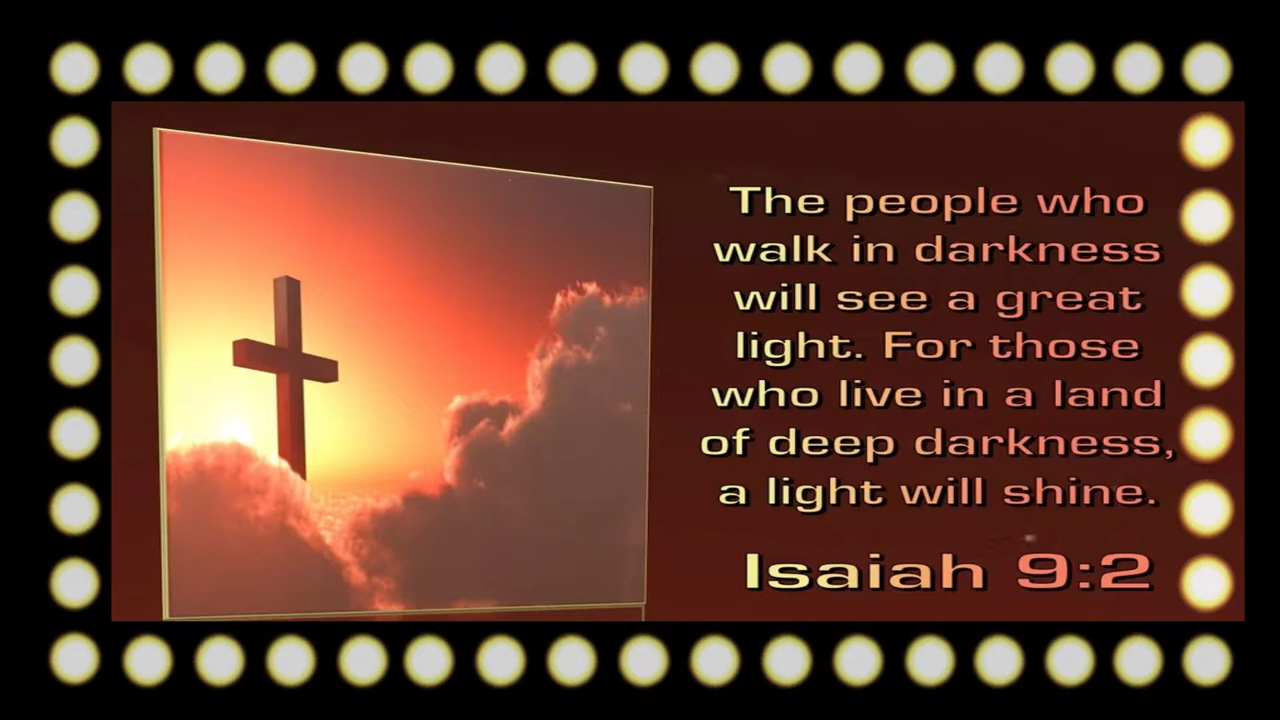 The people who
walk in darkness
will see a great
light. For those
who live in a land
of deep darkness,
a light will shine.
Isaiah 9:2